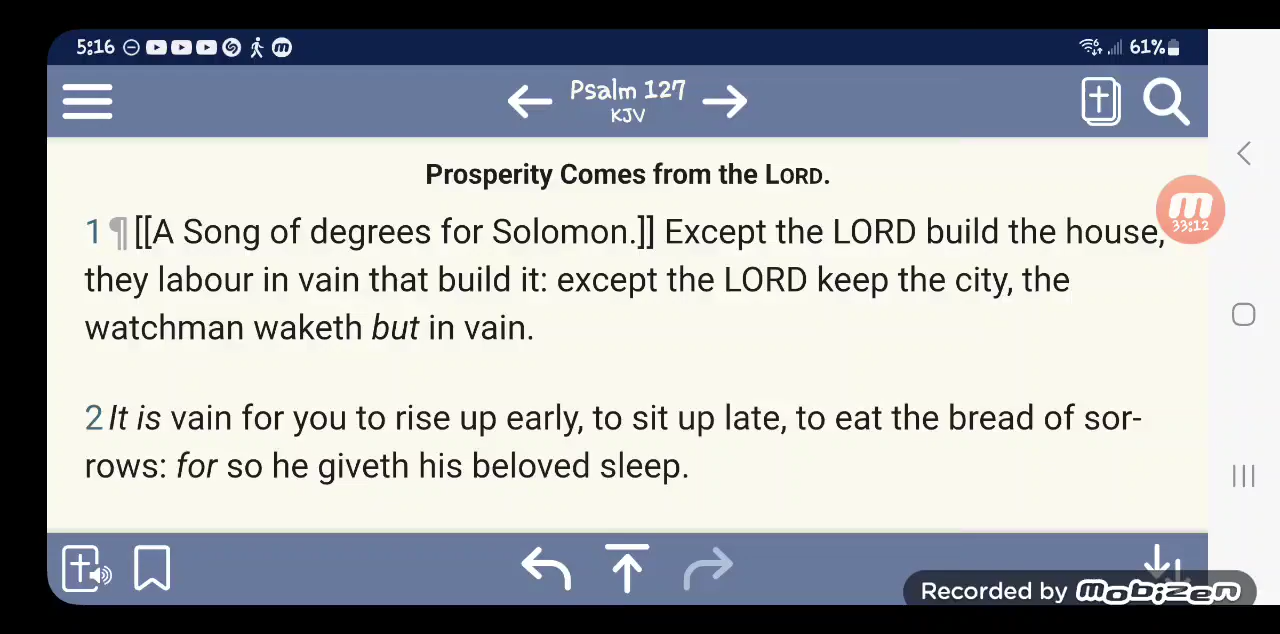 5:16 61%
Psalm 127
KJV
Prosperity Comes from the LORD.
1 ¶ [[A Song of degrees for Solomon.]] Except the LORD build the house,
they labour in vain that build it: except the LORD keep the city, the
watchman waketh but in vain.
2 It is vain for you to rise up early, to sit up late, to eat the bread of sor-
rows: for so he giveth his beloved sleep.
33:12
Recorded by MOBIZEN